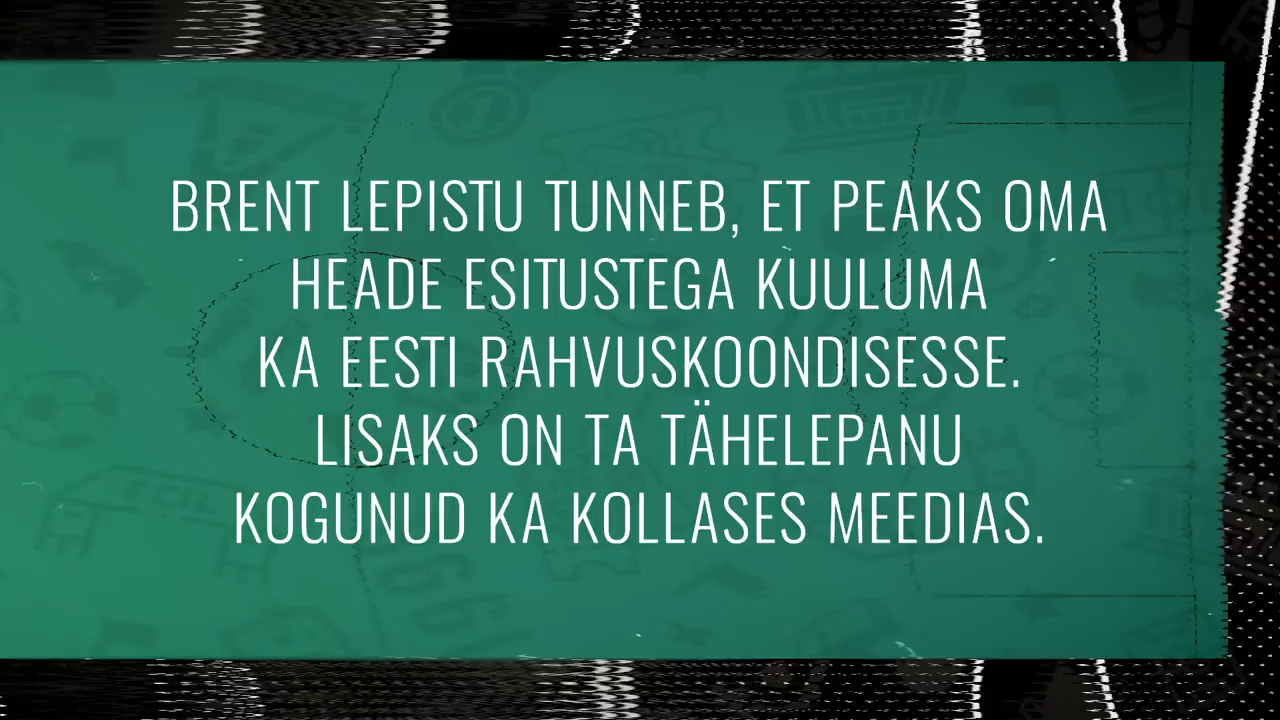 BRENT LEPISTU TUNNEB, ET PEAKS OMA
HEADE ESITUSTEGA KUULUMA
KA EESTI RAHVUSKOONDISESSE.
LISAKS ON TA TÄHELEPANU
KOGUNUD KA KOLLASES MEEDIAS.